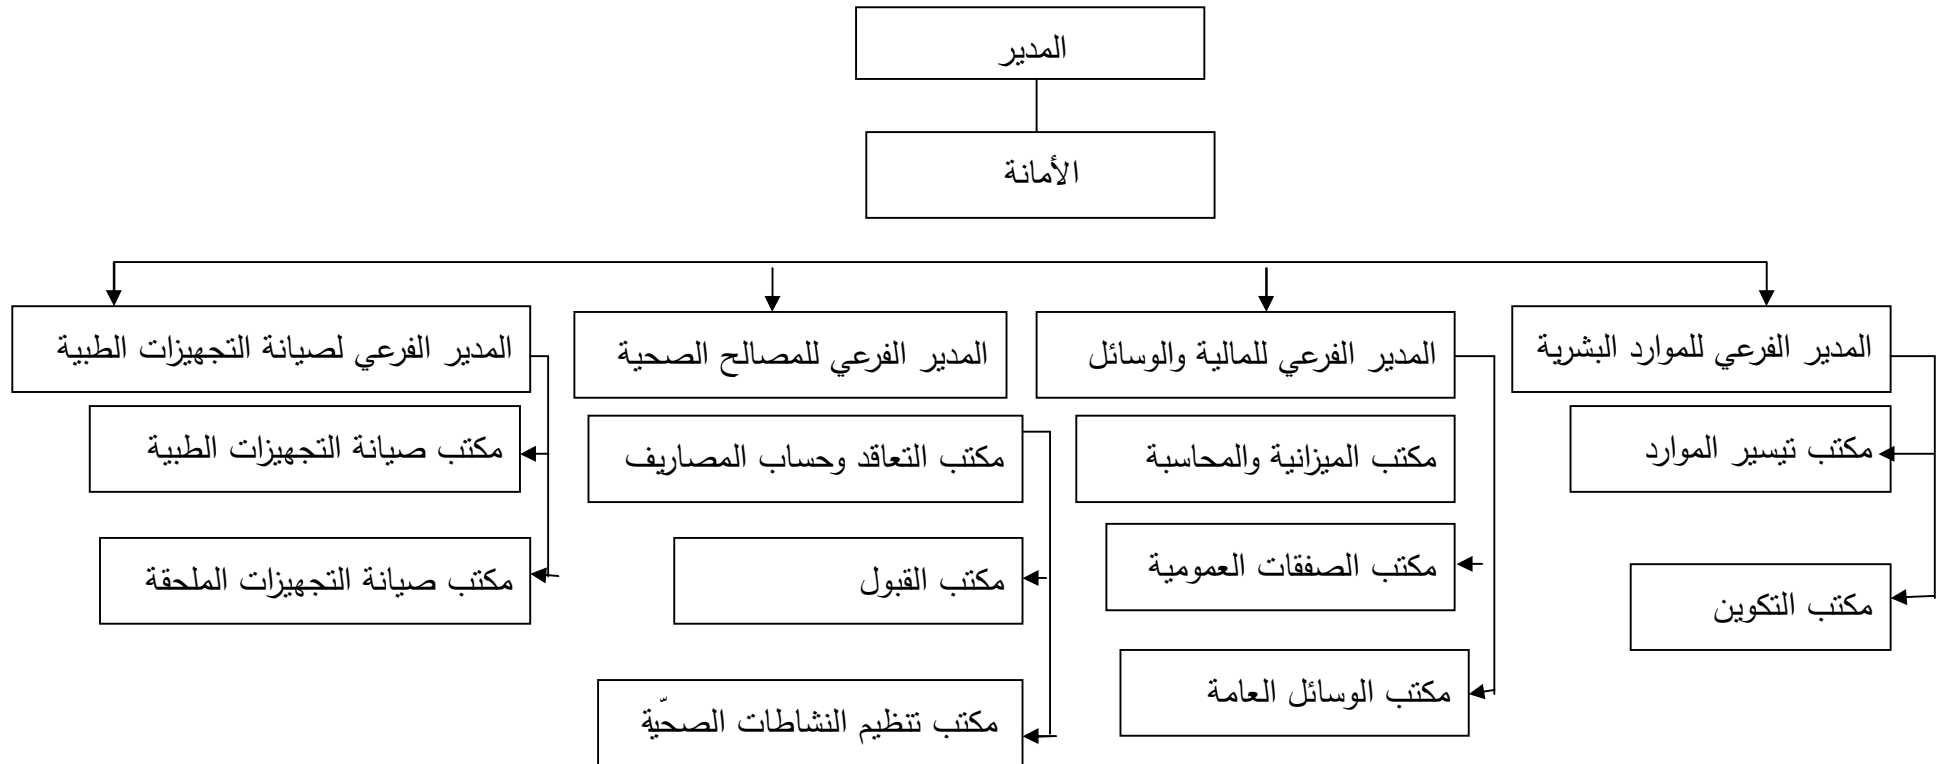 المدير
الأمانة
المدير الفرعي للموارد البشرية
المدير الفرعي للمالية والوسائل
المدير الفرعي للمصالح الصحية
المدير الفرعي لصيانة التجهيزات الطبية
مكتب تيسير الموارد
مكتب الميزانية والمحاسبة
مكتب التعاقد وحساب المصاريف
مكتب صيانة التجهيزات الطبية
مكتب التكوين
مكتب الصفقات العمومية
مكتب القبول
مكتب صيانة التجهيزات الملحقة
مكتب الوسائل العامة
مكتب تنظيم النشاطات الصحّية